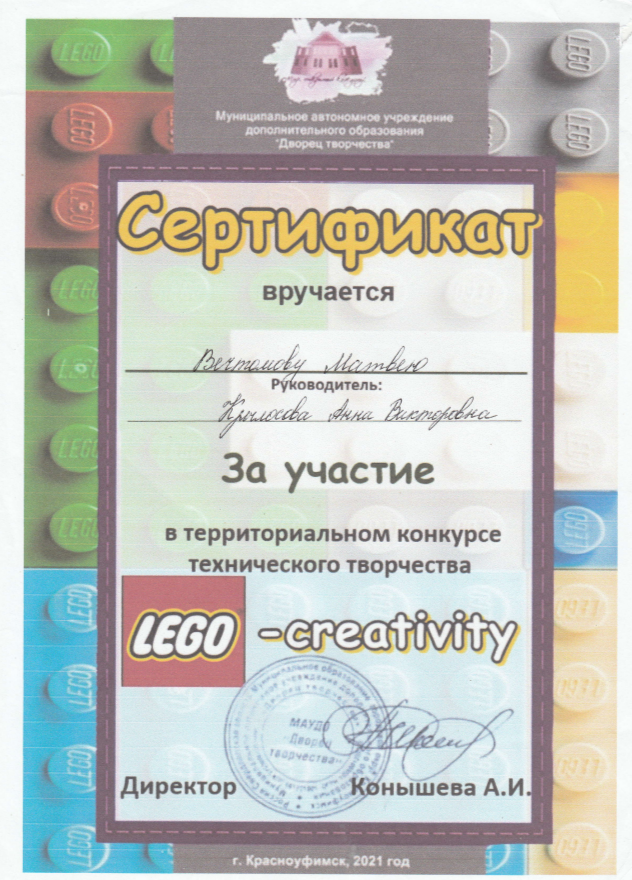 Муниципальное автономное учреждение
дополнительного образования
"Дворец творчества"
Сертификат
вручается
Вечтомову Матвею
Руководитель:
Крылосова Анна Викторовна
За участие
в территориальном конкурсе
технического творчества
LEGO -creativity
МАУДО
"Дворец
творчества"
Директор Конышева А.И.
г. Красноуфимск, 2021 год